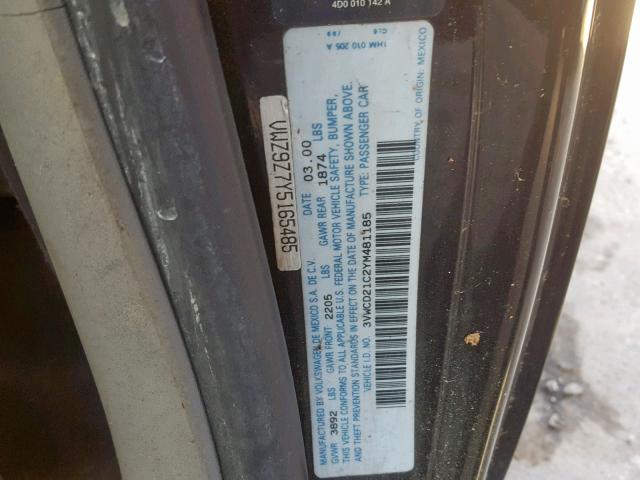 4D0 010 142 A
CL6 /99
1HM 010 205 A
COUNTRY OF ORIGIN: MEXICO
MANUFACTURED BY VOLKSWAGEN DE MEXICO S.A. DE C.V. DATE 03.00
GVWR 3892 LBS GAWR FRONT 2205 LBS GAWR REAR 1874 LBS
THIS VEHICLE CONFORMS TO ALL APPLICABLE U.S. FEDERAL MOTOR VEHICLE SAFETY, BUMPER,
AND THEFT PREVENTION STANDARDS IN EFFECT ON THE DATE OF MANUFACTURE SHOWN ABOVE.
VEHICLE I.D. NO. 3VWCD21C2YM481185 TYPE: PASSENGER CAR
VWZ9Z7Y5165485